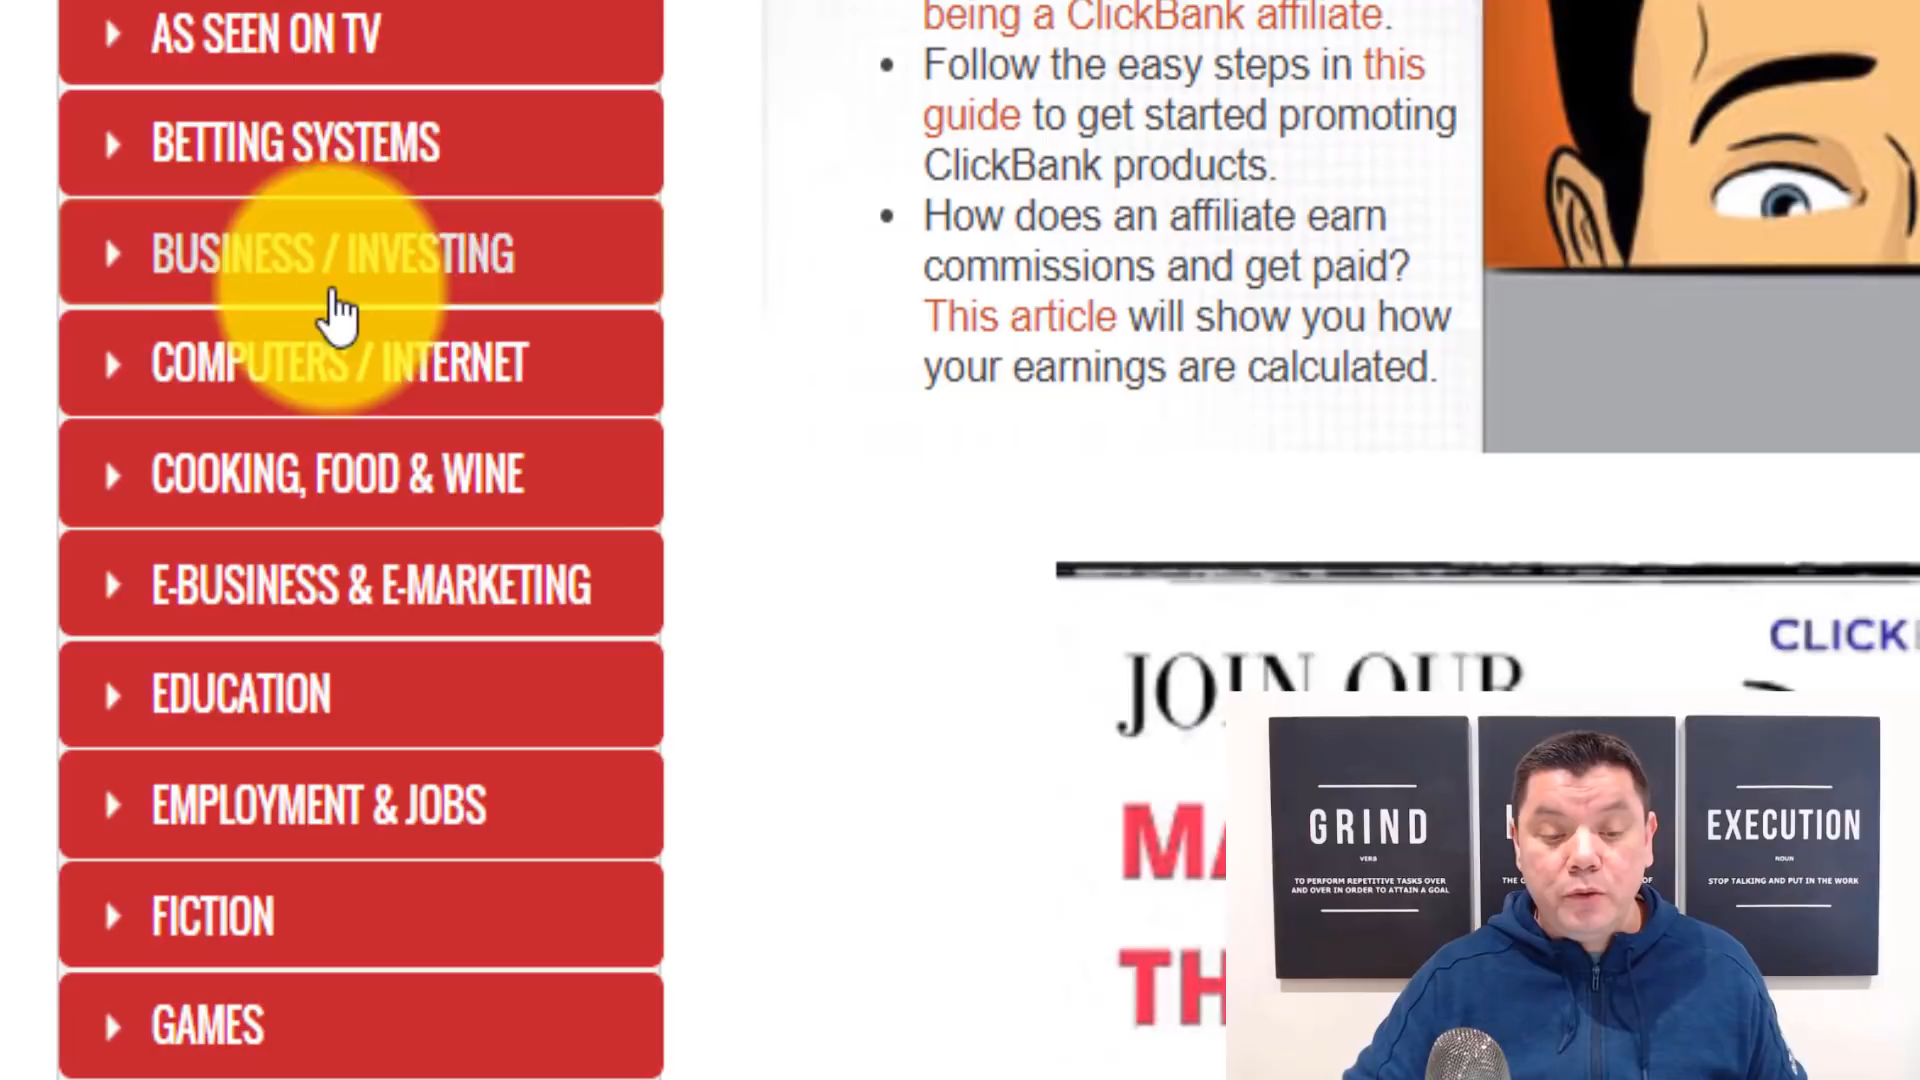 AS SEEN ON TV
BETTING SYSTEMS
BUSINESS / INVESTING
COMPUTERS / INTERNET
COOKING, FOOD & WINE
E-BUSINESS & E-MARKETING
EDUCATION
EMPLOYMENT & JOBS
FICTION
GAMES
being a ClickBank affiliate.
• Follow the easy steps in this
guide to get started promoting
ClickBank products.
• How does an affiliate earn
commissions and get paid?
This article will show you how
your earnings are calculated.
CLICK
JOIN OUR
GRIND
VERB
TO PERFORM REPETITIVE TASKS OVER
AND OVER IN ORDER TO ATTAIN A GOAL
EXECUTION
NOUN
STOP TALKING AND PUT IN THE WORK